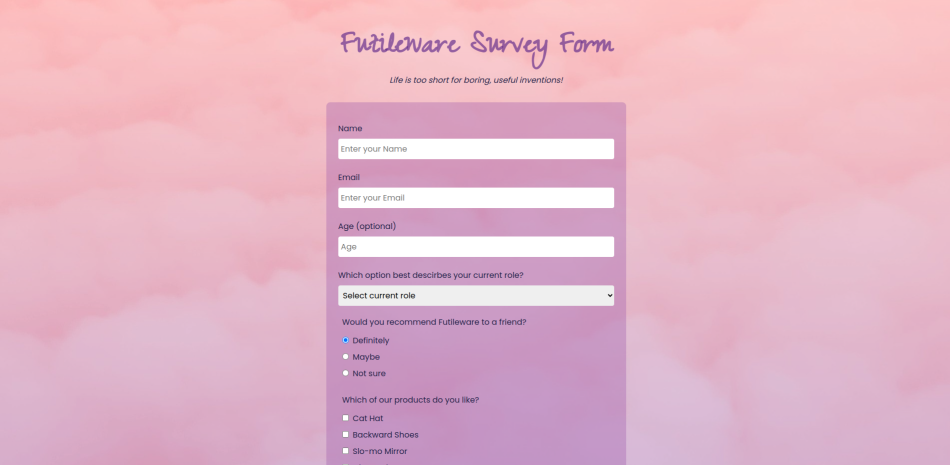 Futileware Survey Form
Life is too short for boring, useful inventions!
Name
Enter your Name
Email
Enter your Email
Age (optional)
Age
Which option best descirbes your current role?
Select current role
Would you recommend Futileware to a friend?
Definitely
Maybe
Not sure
Which of our products do you like?
Cat Hat
Backward Shoes
Slo-mo Mirror